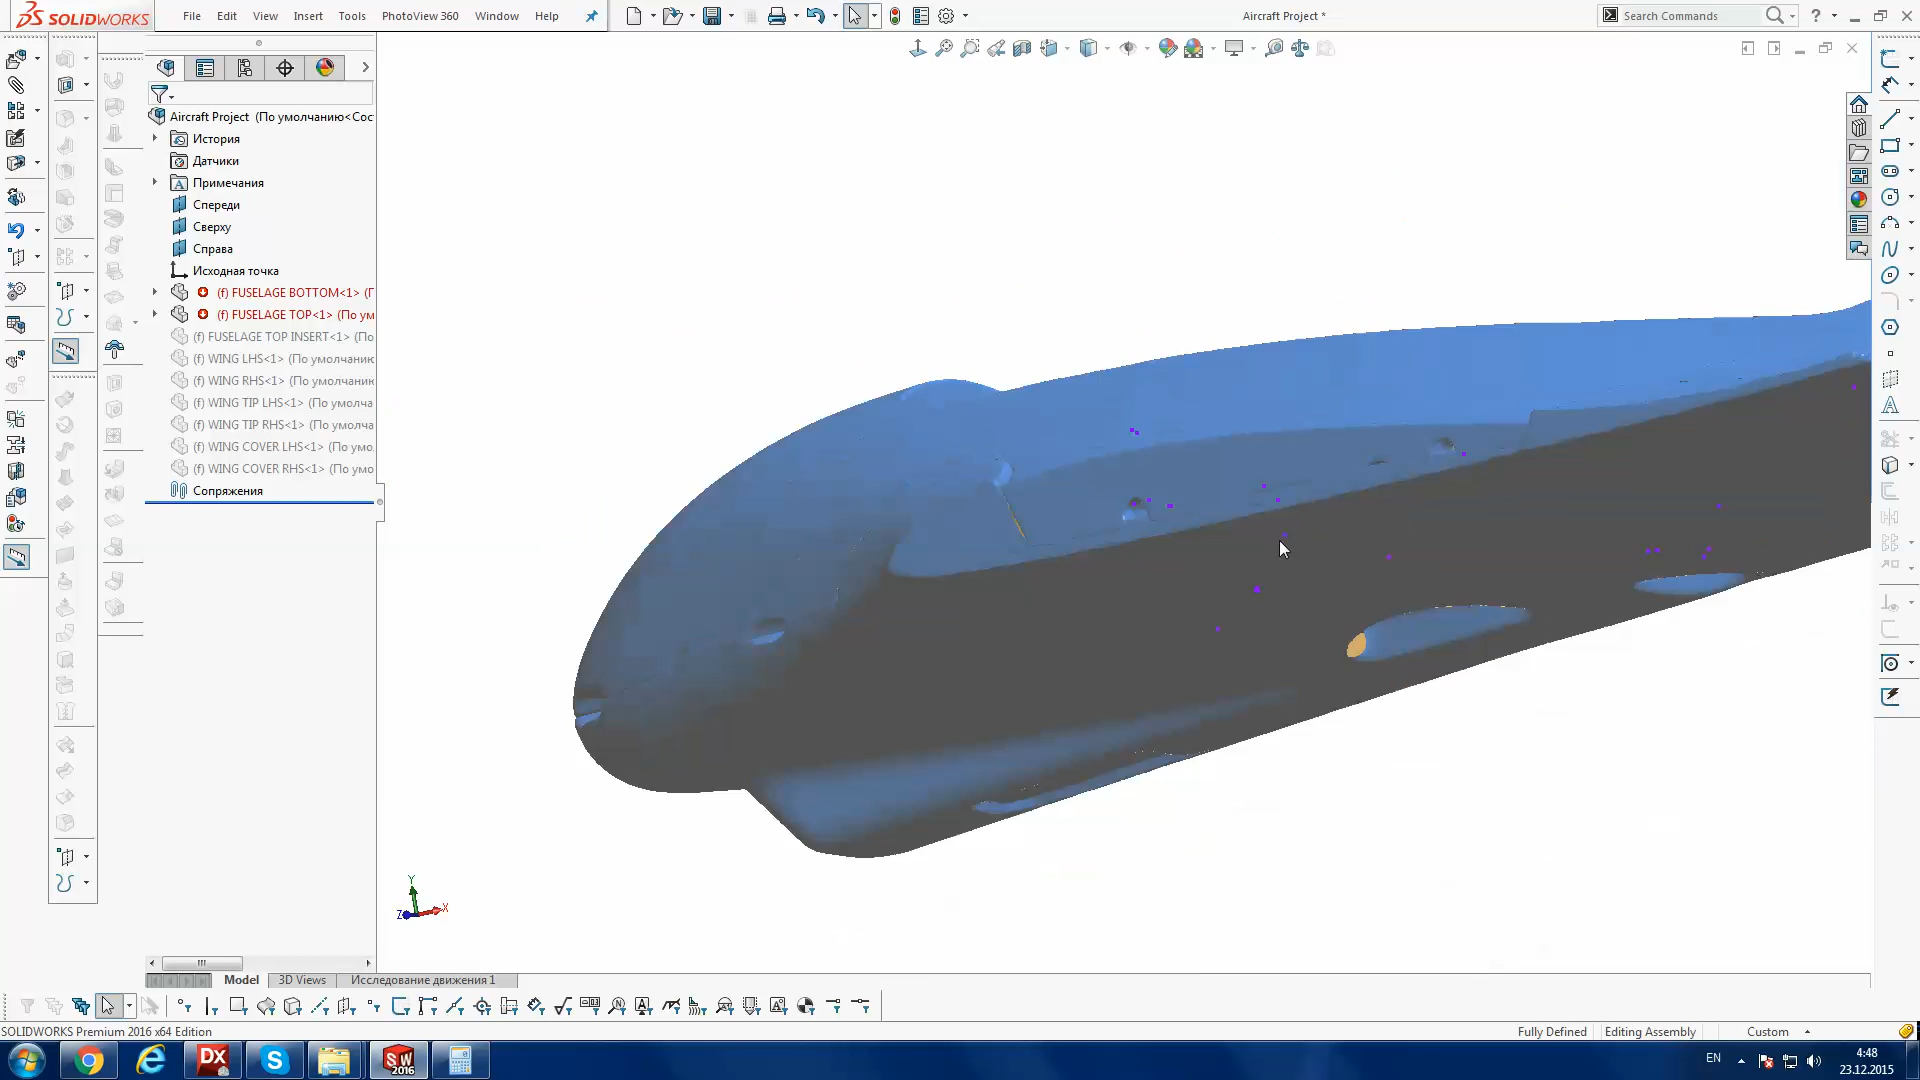 SOLIDWORKS File Edit View Insert Tools PhotoView 360 Window Help Aircraft Project * Search Commands
Aircraft Project (По умолчанию<Сос
История
Датчики
Примечания
Спереди
Сверху
Справа
Исходная точка
(f) FUSELAGE BOTTOM<1> (П
(f) FUSELAGE TOP<1> (По ум
(f) FUSELAGE TOP INSERT<1> (По
(f) WING LHS<1> (По умолчанию
(f) WING RHS<1> (По умолчанию
(f) WING TIP LHS<1> (По умолча
(f) WING TIP RHS<1> (По умолча
(f) WING COVER LHS<1> (По умо
(f) WING COVER RHS<1> (По умо
Сопряжения
Y
Z X
Model 3D Views Исследование движения 1
SOLIDWORKS Premium 2016 x64 Edition Fully Defined Editing Assembly Custom
DX SW 2016 EN 4:48
23.12.2015